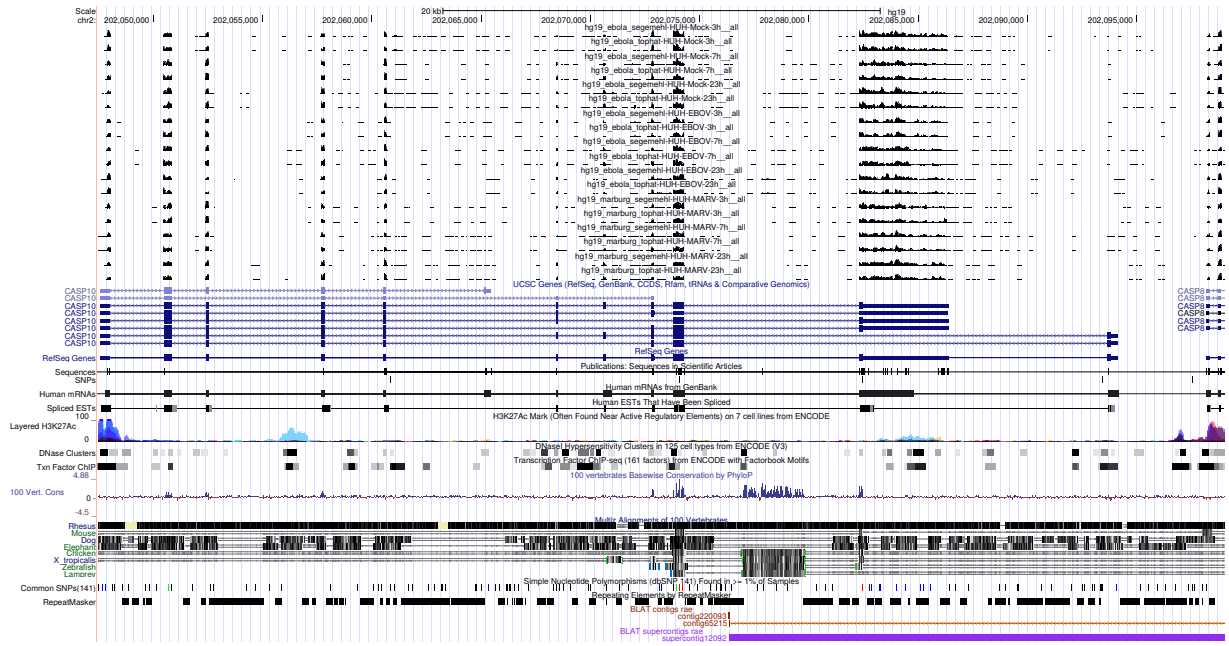 Scale 20 kb hg19
chr2: 202,050,000 202,055,000 202,060,000 202,065,000 202,070,000 202,075,000 202,080,000 202,085,000 202,090,000 202,095,000
hg19_ebola_segemehl-HUH-Mock-3h__all
hg19_ebola_tophat-HUH-Mock-3h__all
hg19_ebola_segemehl-HUH-Mock-7h__all
hg19_ebola_tophat-HUH-Mock-7h__all
hg19_ebola_segemehl-HUH-Mock-23h__all
hg19_ebola_tophat-HUH-Mock-23h__all
hg19_ebola_segemehl-HUH-EBOV-3h__all
hg19_ebola_tophat-HUH-EBOV-3h__all
hg19_ebola_segemehl-HUH-EBOV-7h__all
hg19_ebola_tophat-HUH-EBOV-7h__all
hg19_ebola_segemehl-HUH-EBOV-23h__all
hg19_ebola_tophat-HUH-EBOV-23h__all
hg19_marburg_segemehl-HUH-MARV-3h__all
hg19_marburg_tophat-HUH-MARV-3h__all
hg19_marburg_segemehl-HUH-MARV-7h__all
hg19_marburg_tophat-HUH-MARV-7h__all
hg19_marburg_segemehl-HUH-MARV-23h__all
hg19_marburg_tophat-HUH-MARV-23h__all
UCSC Genes (RefSeq, GenBank, CCDS, Rfam, tRNAs & Comparative Genomics)
CASP10 CASP8
CASP10 CASP8
CASP10 CASP8
CASP10 CASP8
CASP10 CASP8
CASP10 CASP8
CASP10
CASP10
RefSeq Genes
RefSeq Genes
Publications: Sequences in Scientific Articles
Sequences
SNPs
Human mRNAs from GenBank
Human mRNAs
Human ESTs That Have Been Spliced
Spliced ESTs
H3K27Ac Mark (Often Found Near Active Regulatory Elements) on 7 cell lines from ENCODE
100
Layered H3K27Ac
0
DNaseI Hypersensitivity Clusters in 125 cell types from ENCODE (V3)
DNase Clusters
Transcription Factor ChIP-seq (161 factors) from ENCODE with Factorbook Motifs
Txn Factor ChIP
100 vertebrates Basewise Conservation by PhyloP
4.88
100 Vert. Cons
0
-4.5
Multiz Alignments of 100 Vertebrates
Rhesus
Mouse
Dog
Elephant
Chicken
X_tropicalis
Zebrafish
Lamprey
Simple Nucleotide Polymorphisms (dbSNP 141) Found in >= 1% of Samples
Common SNPs(141)
Repeating Elements by RepeatMasker
RepeatMasker
BLAT contigs rae
contig220093
contig65215
BLAT supercontigs rae
supercontig12092